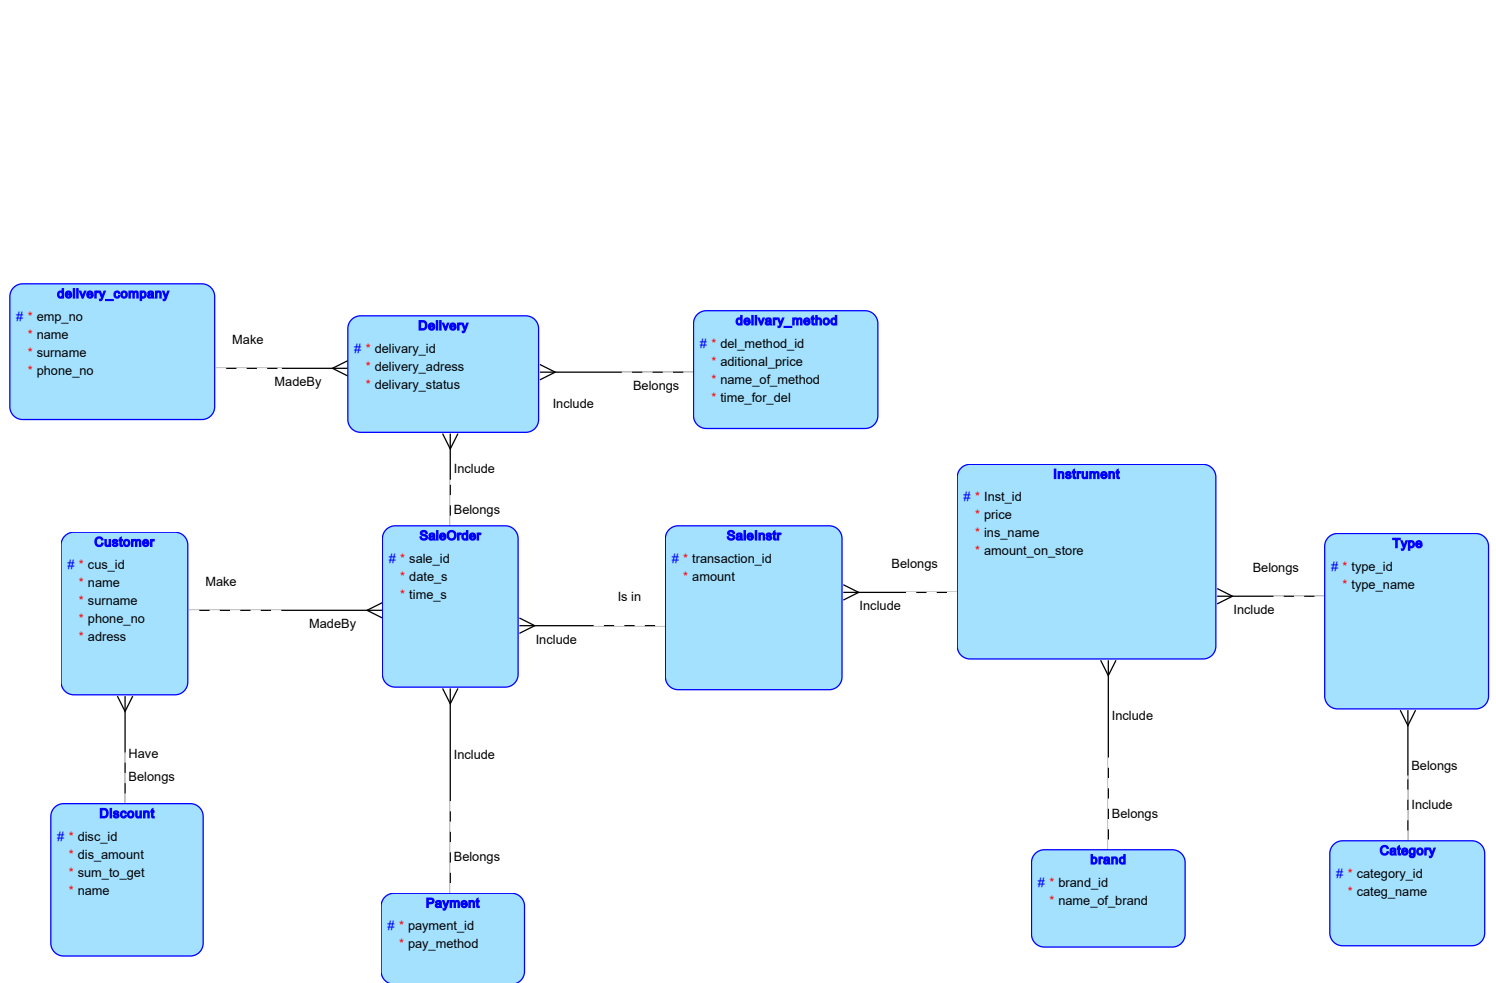 delivery_company
# * emp_no
* name
* surname
* phone_no
Make
MadeBy
Delivery
# * delivary_id
* delivery_adress
* delivary_status
Include
Belongs
delivary_method
# * del_method_id
* aditional_price
* name_of_method
* time_for_del
Include
Belongs
Customer
# * cus_id
* name
* surname
* phone_no
* adress
Make
MadeBy
SaleOrder
# * sale_id
* date_s
* time_s
Is in
Include
SaleInstr
# * transaction_id
* amount
Belongs
Include
Instrument
# * Inst_id
* price
* ins_name
* amount_on_store
Belongs
Include
Type
# * type_id
* type_name
Have
Belongs
Discount
# * disc_id
* dis_amount
* sum_to_get
* name
Include
Belongs
Payment
# * payment_id
* pay_method
Include
Belongs
brand
# * brand_id
* name_of_brand
Belongs
Include
Category
# * category_id
* categ_name